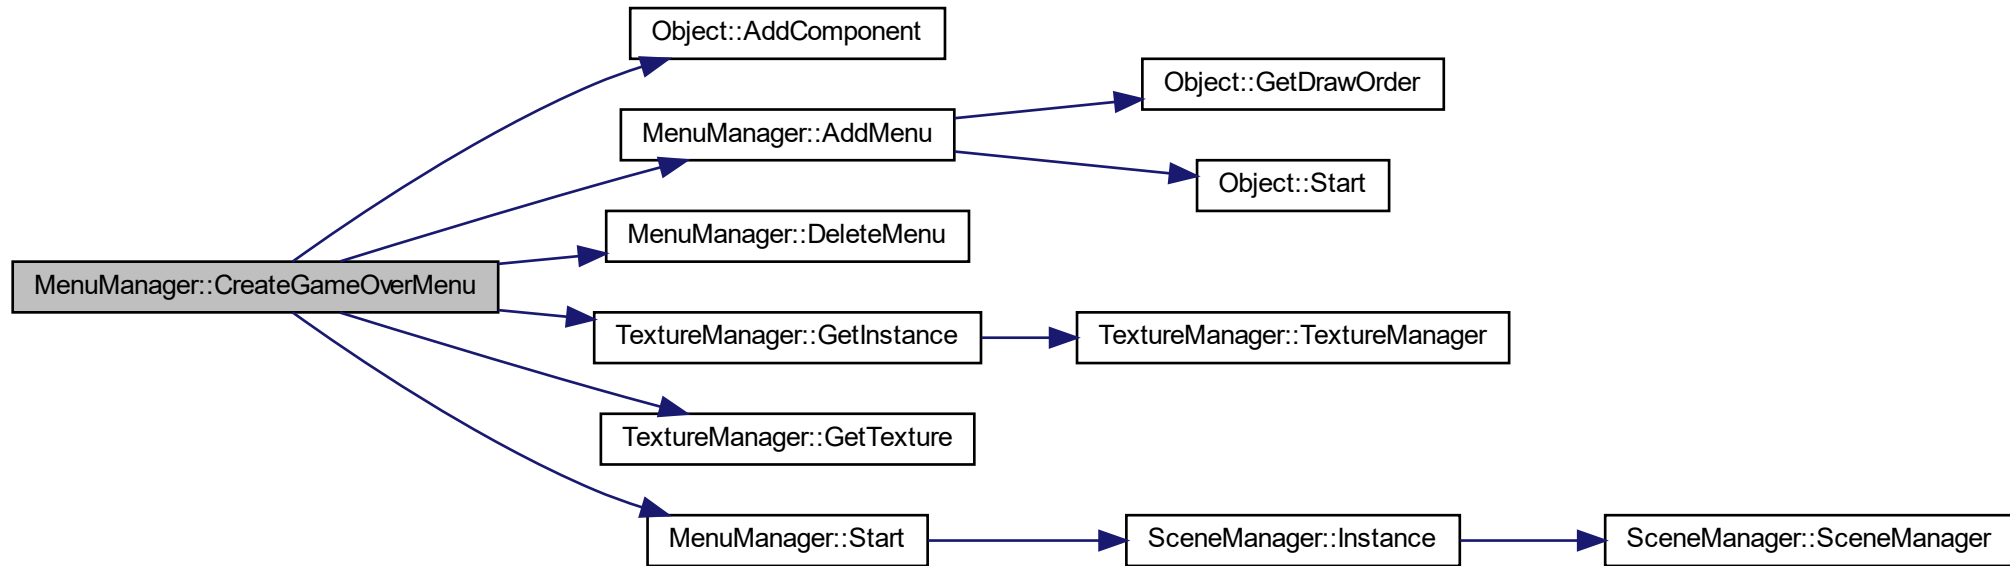 Object::AddComponent
Object::GetDrawOrder
MenuManager::AddMenu
Object::Start
MenuManager::DeleteMenu
MenuManager::CreateGameOverMenu
TextureManager::GetInstance
TextureManager::TextureManager
TextureManager::GetTexture
MenuManager::Start
SceneManager::Instance
SceneManager::SceneManager